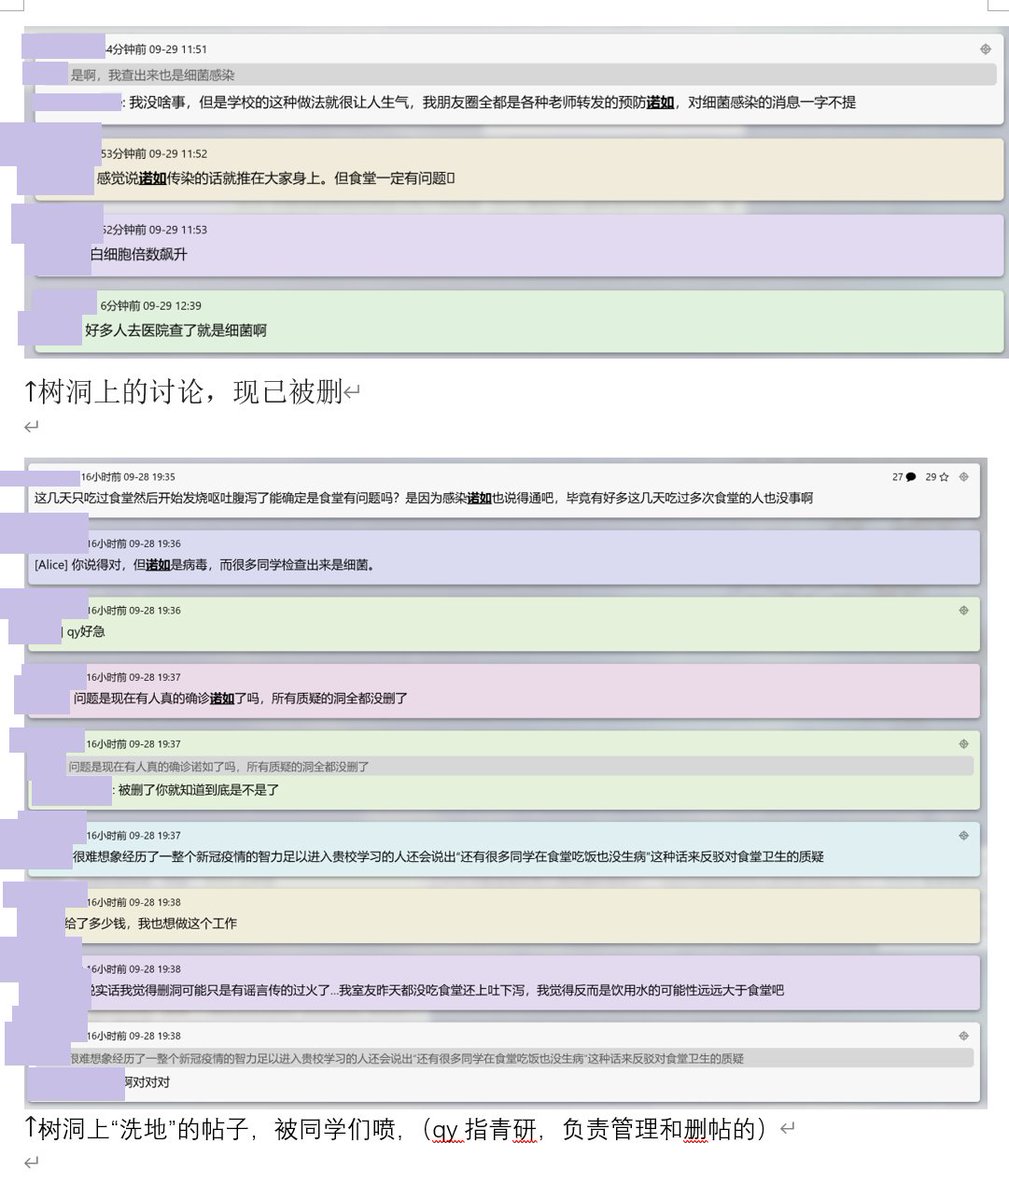 4分钟前 09-29 11:51
是啊，我查出来也是细菌感染
: 我没啥事，但是学校的这种做法就很让人生气，我朋友圈全都是各种老师转发的预防诺如，对细菌感染的消息一字不提
53分钟前 09-29 11:52
感觉说诺如传染的话就推在大家身上。但食堂一定有问题
52分钟前 09-29 11:53
白细胞倍数飙升
6分钟前 09-29 12:39
好多人去医院查了就是细菌啊
↑树洞上的讨论，现已被删↵
↵
16小时前 09-28 19:35 27 29
这几天只吃过食堂然后开始发烧呕吐腹泻了能确定是食堂有问题吗？是因为感染诺如也说得通吧，毕竟有好多这几天吃过多次食堂的人也没事啊
16小时前 09-28 19:36
[Alice] 你说得对，但诺如是病毒，而很多同学检查出来是细菌。
16小时前 09-28 19:36
] qy好急
16小时前 09-28 19:37
问题是现在有人真的确诊诺如了吗，所有质疑的洞全都没删了
16小时前 09-28 19:37
问题是现在有人真的确诊诺如了吗，所有质疑的洞全都没删了
: 被删了你就知道到底是不是了
16小时前 09-28 19:37
很难想象经历了一整个新冠疫情的智力足以进入贵校学习的人还会说出“还有很多同学在食堂吃饭也没生病”这种话来反驳对食堂卫生的质疑
16小时前 09-28 19:38
给了多少钱，我也想做这个工作
16小时前 09-28 19:38
说实话我觉得删洞可能只是有谣言传的过火了...我室友昨天都没吃食堂还上吐下泻，我觉得反而是饮用水的可能性远远大于食堂吧
16小时前 09-28 19:38
很难想象经历了一整个新冠疫情的智力足以进入贵校学习的人还会说出“还有很多同学在食堂吃饭也没生病”这种话来反驳对食堂卫生的质疑
啊对对对
↑树洞上“洗地”的帖子，被同学们喷，（qy 指青研，负责管理和删帖的）↵
↵